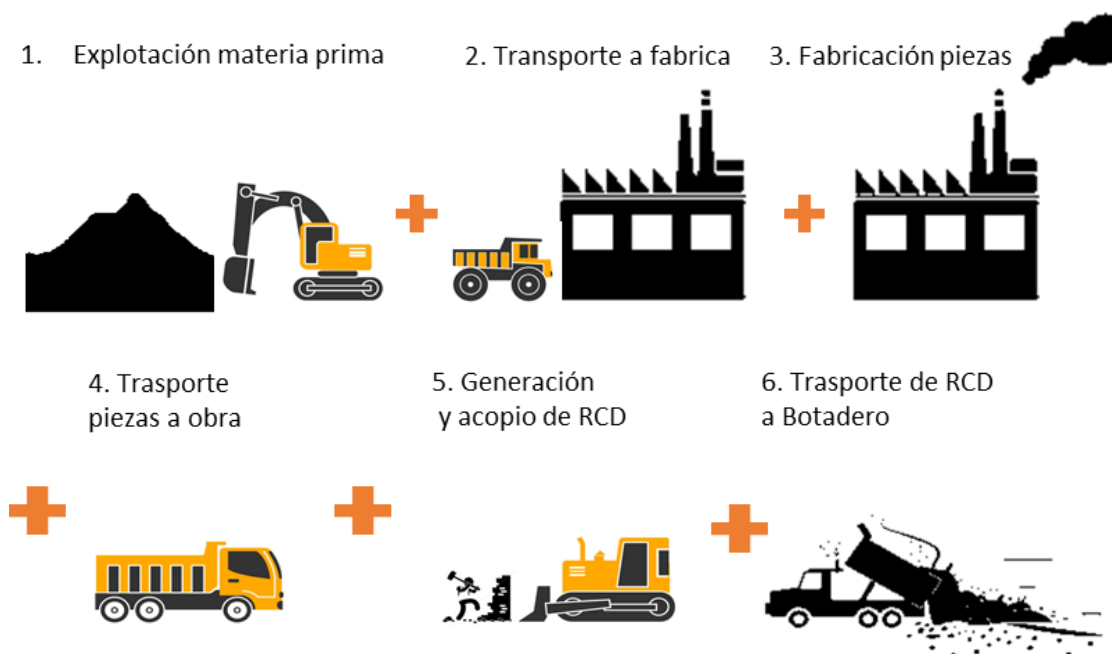 1. Explotación materia prima
2. Transporte a fabrica
3. Fabricación piezas
4. Trasporte
piezas a obra
5. Generación
y acopio de RCD
6. Trasporte de RCD
a Botadero